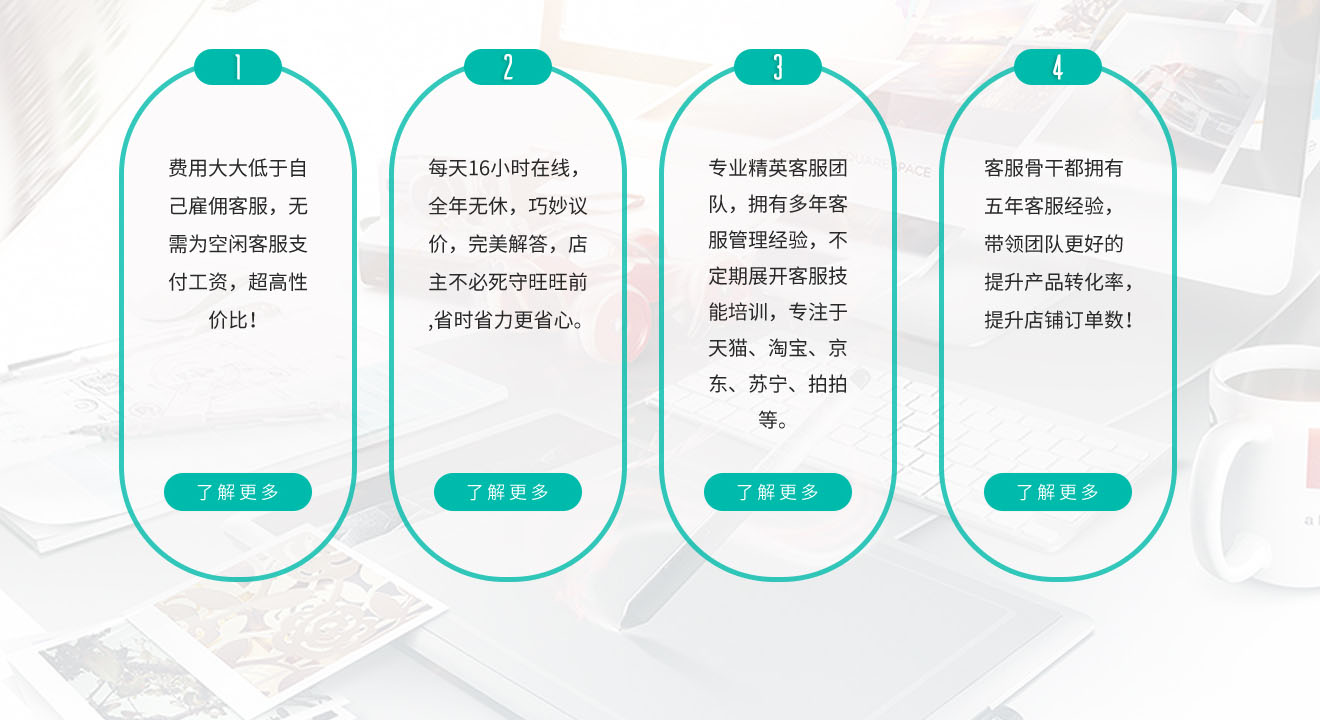 1
费用大大低于自
己雇佣客服，无
需为空闲客服支
付工资，超高性
价比！
了解更多
2
每天16小时在线，
全年无休，巧妙议
价，完美解答，店
主不必死守旺旺前
,省时省力更省心。
了解更多
3
专业精英客服团
队，拥有多年客
服管理经验，不
定期展开客服技
能培训，专注于
天猫、淘宝、京
东、苏宁、拍拍
等。
了解更多
4
客服骨干都拥有
五年客服经验，
带领团队更好的
提升产品转化率，
提升店铺订单数！
了解更多